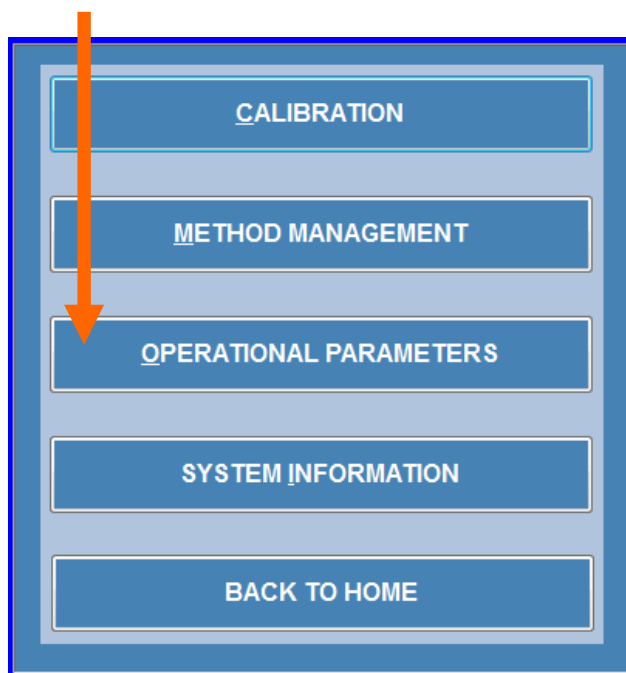 CALIBRATION
METHOD MANAGEMENT
OPERATIONAL PARAMETERS
SYSTEM INFORMATION
BACK TO HOME